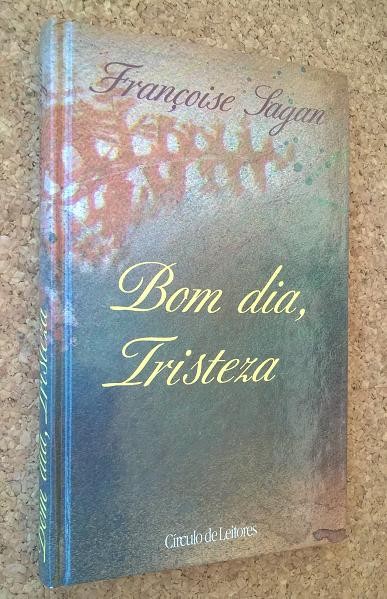 Françoise Sagan
Bom dia,
Tristeza
Círculo de Leitores
Bom dia, Tristeza